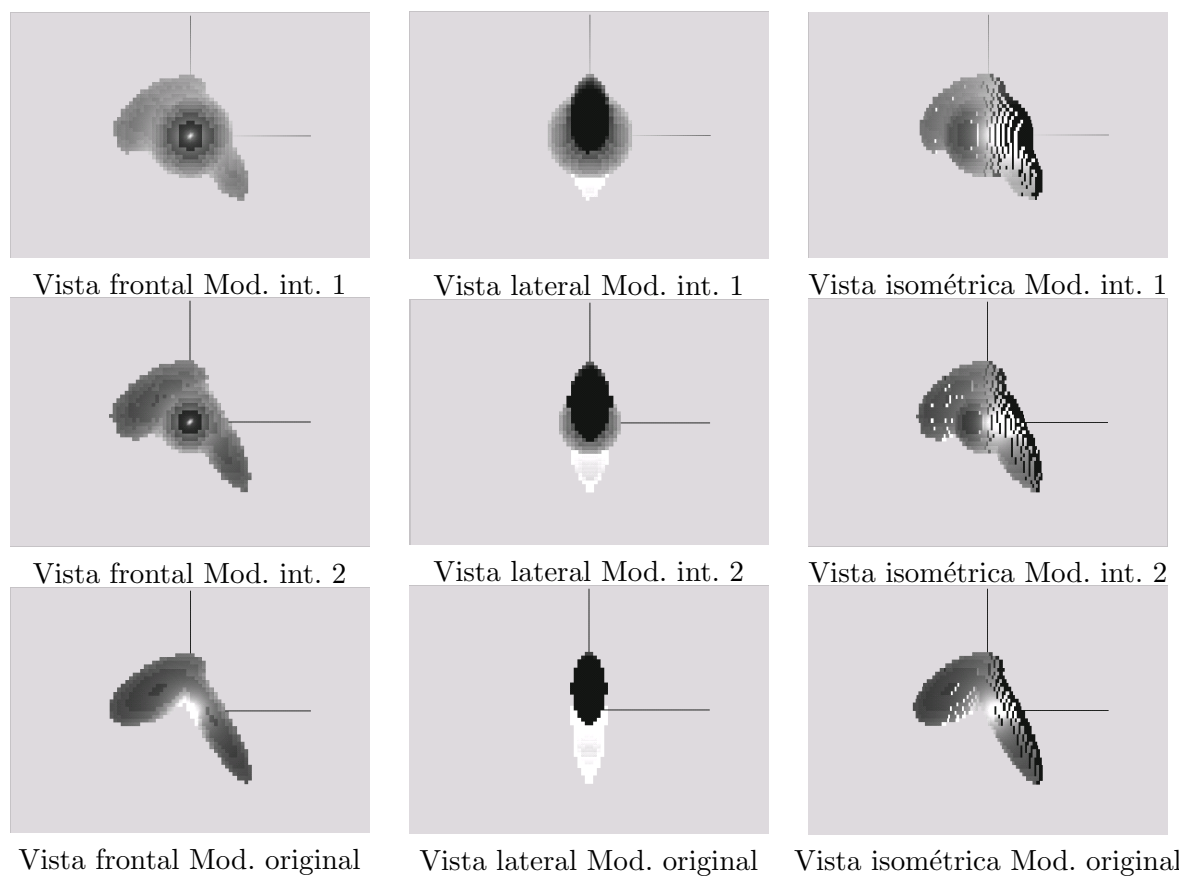 Vista frontal Mod. int. 1
Vista lateral Mod. int. 1
Vista isométrica Mod. int. 1
Vista frontal Mod. int. 2
Vista lateral Mod. int. 2
Vista isométrica Mod. int. 2
Vista frontal Mod. original
Vista lateral Mod. original
Vista isométrica Mod. original